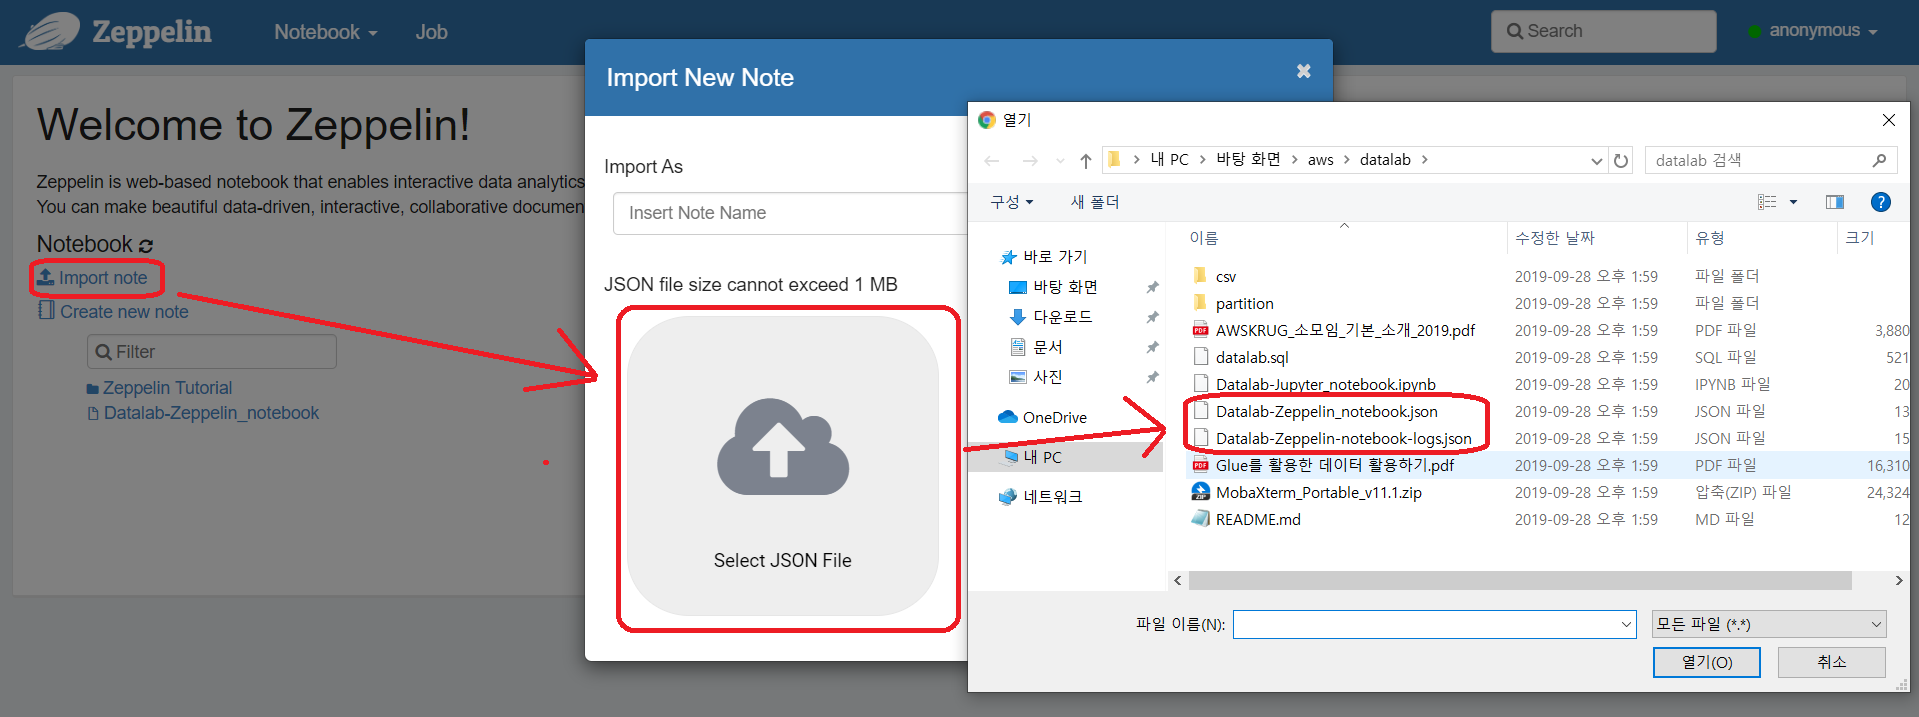 Zeppelin
Notebook
Job
Search
anonymous
Welcome to Zeppelin!
Zeppelin is web-based notebook that enables interactive data analytics
You can make beautiful data-driven, interactive, collaborative documen
Notebook
Import note
Create new note
Filter
Zeppelin Tutorial
Datalab-Zeppelin_notebook
Import New Note
Import As
Insert Note Name
JSON file size cannot exceed 1 MB
Select JSON File
열기
내 PC > 바탕 화면 > aws > datalab >
datalab 검색
구성
새 폴더
바로 가기
바탕 화면
다운로드
문서
사진
OneDrive
내 PC
네트워크
이름 수정한 날짜 유형 크기
csv 2019-09-28 오후 1:59 파일 폴더
partition 2019-09-28 오후 1:59 파일 폴더
AWSKRUG_소모임_기본_소개_2019.pdf 2019-09-28 오후 1:59 PDF 파일 3,880
datalab.sql 2019-09-28 오후 1:59 SQL 파일 521
Datalab-Jupyter_notebook.ipynb 2019-09-28 오후 1:59 IPYNB 파일 20
Datalab-Zeppelin_notebook.json 2019-09-28 오후 1:59 JSON 파일 13
Datalab-Zeppelin-notebook-logs.json 2019-09-28 오후 1:59 JSON 파일 15
Glue를 활용한 데이터 활용하기.pdf 2019-09-28 오후 1:59 PDF 파일 16,310
MobaXterm_Portable_v11.1.zip 2019-09-28 오후 1:59 압축(ZIP) 파일 24,324
README.md 2019-09-28 오후 1:59 MD 파일 12
파일 이름(N):
모든 파일 (*.*)
열기(O)
취소